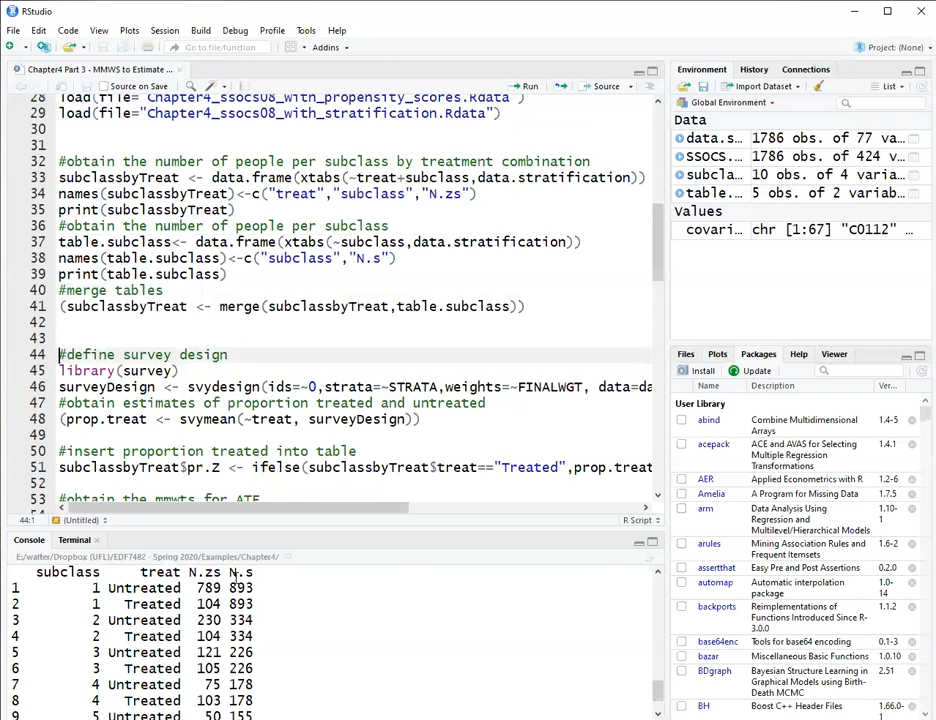 RStudio
File Edit Code View Plots Session Build Debug Profile Tools Help
Go to file/function Addins Project: (None)
Chapter4 Part 3 - MMWS to Estimate ...
Source on Save Run Source
28 load(file="Chapter4_ssocs08_with_propensity_scores.Rdata")
29 load(file="Chapter4_ssocs08_with_stratification.Rdata")
30
31
32 #obtain the number of people per subclass by treatment combination
33 subclassbyTreat <- data.frame(xtabs(~treat+subclass,data.stratification))
34 names(subclassbyTreat)<-c("treat","subclass","N.zs")
35 print(subclassbyTreat)
36 #obtain the number of people per subclass
37 table.subclass<- data.frame(xtabs(~subclass,data.stratification))
38 names(table.subclass)<-c("subclass","N.s")
39 print(table.subclass)
40 #merge tables
41 (subclassbyTreat <- merge(subclassbyTreat,table.subclass))
42
43
44 #define survey design
45 library(survey)
46 surveyDesign <- svydesign(ids=~0,strata=~STRATA,weights=~FINALWGT, data=da
47 #obtain estimates of proportion treated and untreated
48 (prop.treat <- svymean(~treat, surveyDesign))
49
50 #insert proportion treated into table
51 subclassbyTreat$pr.Z <- ifelse(subclassbyTreat$treat=="Treated",prop.treat
52
53 #obtain the mmwts for ATE
44:1 (Untitled) R Script
Console Terminal
E:/walter/Dropbox (UFL)/EDF7482 - Spring 2020/Examples/Chapter4/
subclass treat N.zs N.s
1 1 Untreated 789 893
2 1 Treated 104 893
3 2 Untreated 230 334
4 2 Treated 104 334
5 3 Untreated 121 226
6 3 Treated 105 226
7 4 Untreated 75 178
8 4 Treated 103 178
9 5 Untreated 50 155
Environment History Connections
Import Dataset List
Global Environment
Data
data.s... 1786 obs. of 77 va...
SSOCS.... 1786 obs. of 424 v...
subcla... 10 obs. of 4 varia...
table.... 5 obs. of 2 variab...
Values
covari... chr [1:67] "C0112" ...
Files Plots Packages Help Viewer
Install Update
Name Description Ver...
User Library
abind Combine Multidimensional Arrays 1.4-5
acepack ACE and AVAS for Selecting Multiple Regression Transformations 1.4.1
AER Applied Econometrics with R 1.2-6
Amelia A Program for Missing Data 1.7.5
arm Data Analysis Using Regression and Multilevel/Hierarchical Models 1.10-1
arules Mining Association Rules and Frequent Itemsets 1.6-2
assertthat Easy Pre and Post Assertions 0.2.0
automap Automatic interpolation package 1.0-14
backports Reimplementations of Functions Introduced Since R-3.0.0 1.1.2
base64enc Tools for base64 encoding 0.1-3
bazar Miscellaneous Basic Functions 1.0.10
BDgraph Bayesian Structure Learning in Graphical Models using Birth-Death MCMC 2.51
BH Boost C++ Header Files 1.66.0-